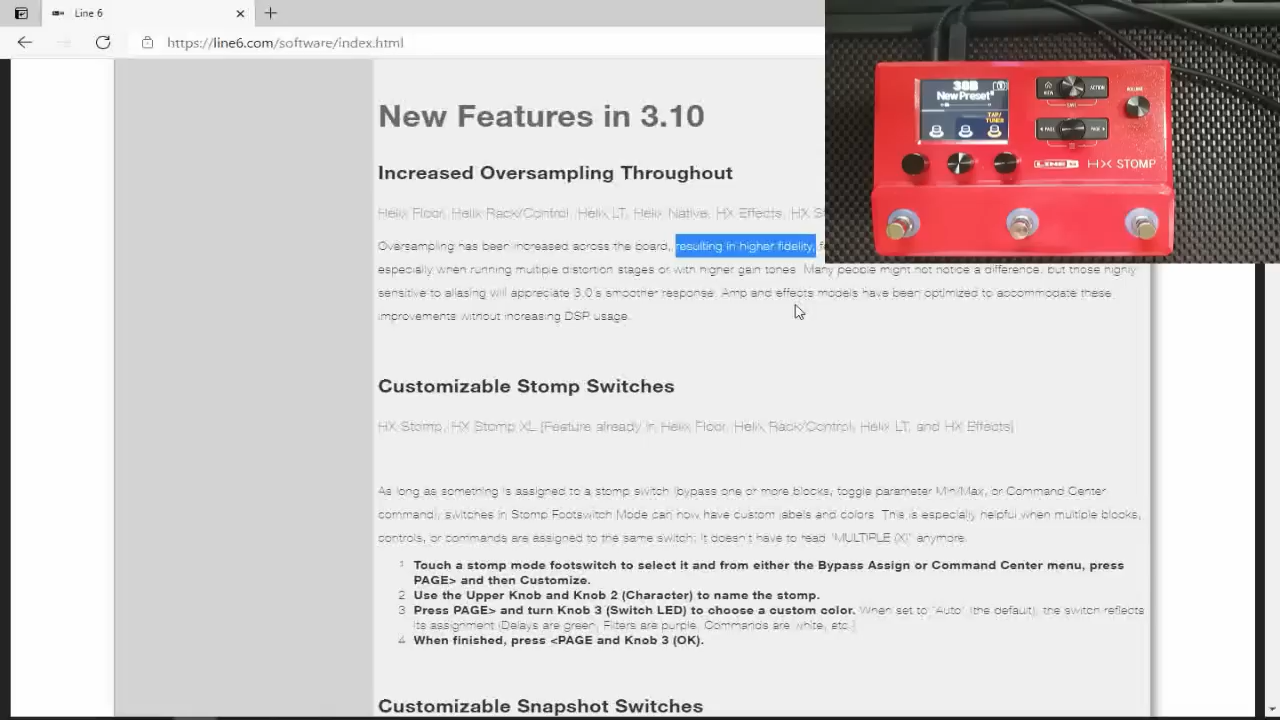 Line 6
https://line6.com/software/index.html
New Features in 3.10
Increased Oversampling Throughout
Helix Floor, Helix Rack/Control, Helix LT, Helix Native, HX Effects, HX
Oversampling has been increased across the board, resulting in higher fidelity,
especially when running multiple distortion stages or with higher gain tones. Many people might not notice a difference, but those highly
sensitive to aliasing will appreciate 3.0's smoother response. Amp and effects models have been optimized to accommodate these
improvements without increasing DSP usage.
Customizable Stomp Switches
HX Stomp, HX Stomp XL [Feature already in Helix Floor, Helix Rack/Control, Helix LT, and HX Effects]
As long as something is assigned to a stomp switch (bypass one or more blocks, toggle parameter Min/Max, or Command Center
command), switches in Stomp Footswitch Mode can now have custom labels and colors. This is especially helpful when multiple blocks,
controls, or commands are assigned to the same switch; it doesn't have to read "MULTIPLE (X)" anymore.
1 Touch a stomp mode footswitch to select it and from either the Bypass Assign or Command Center menu, press
PAGE> and then Customize.
2 Use the Upper Knob and Knob 2 (Character) to name the stomp.
3 Press PAGE> and turn Knob 3 (Switch LED) to choose a custom color. When set to "Auto" (the default), the switch reflects
its assignment (Delays are green, Filters are purple, Commands are white, etc.)
4 When finished, press <PAGE and Knob 3 (OK).
Customizable Snapshot Switches
38B
New Preset*
TAP/
TUNER
ACTION
VOLUME
PAGE
PAGE
LINE 6 HX STOMP